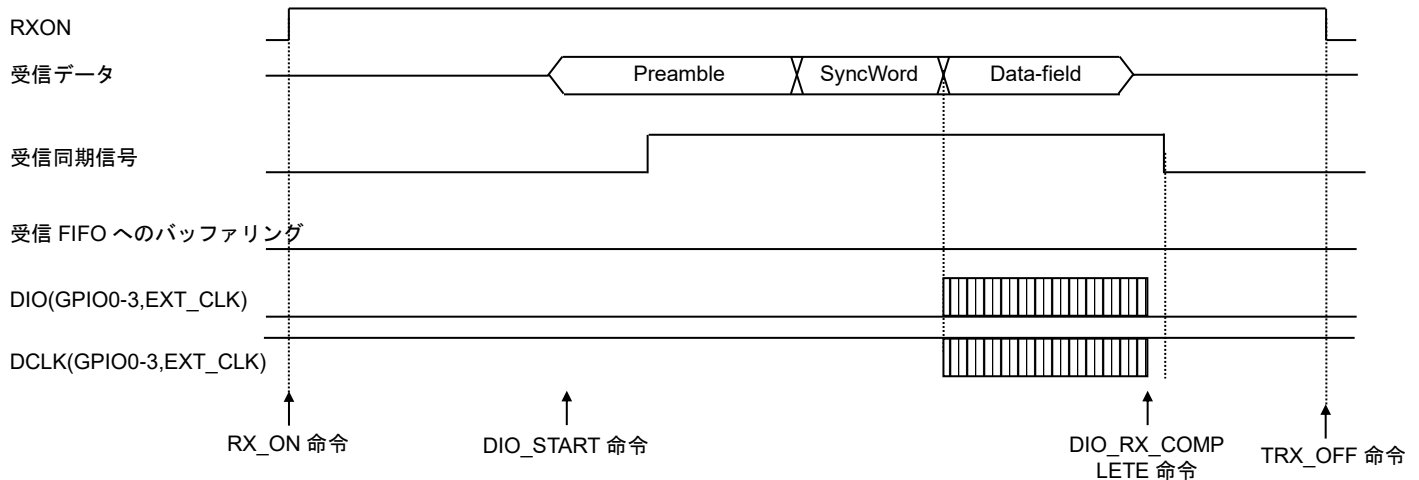 RXON
受信データ
Preamble
SyncWord
Data-field
受信同期信号
受信 FIFO へのバッファリング
DIO(GPIO0-3,EXT_CLK)
DCLK(GPIO0-3,EXT_CLK)
RX_ON 命令
DIO_START 命令
DIO_RX_COMP
LETE 命令
TRX_OFF 命令